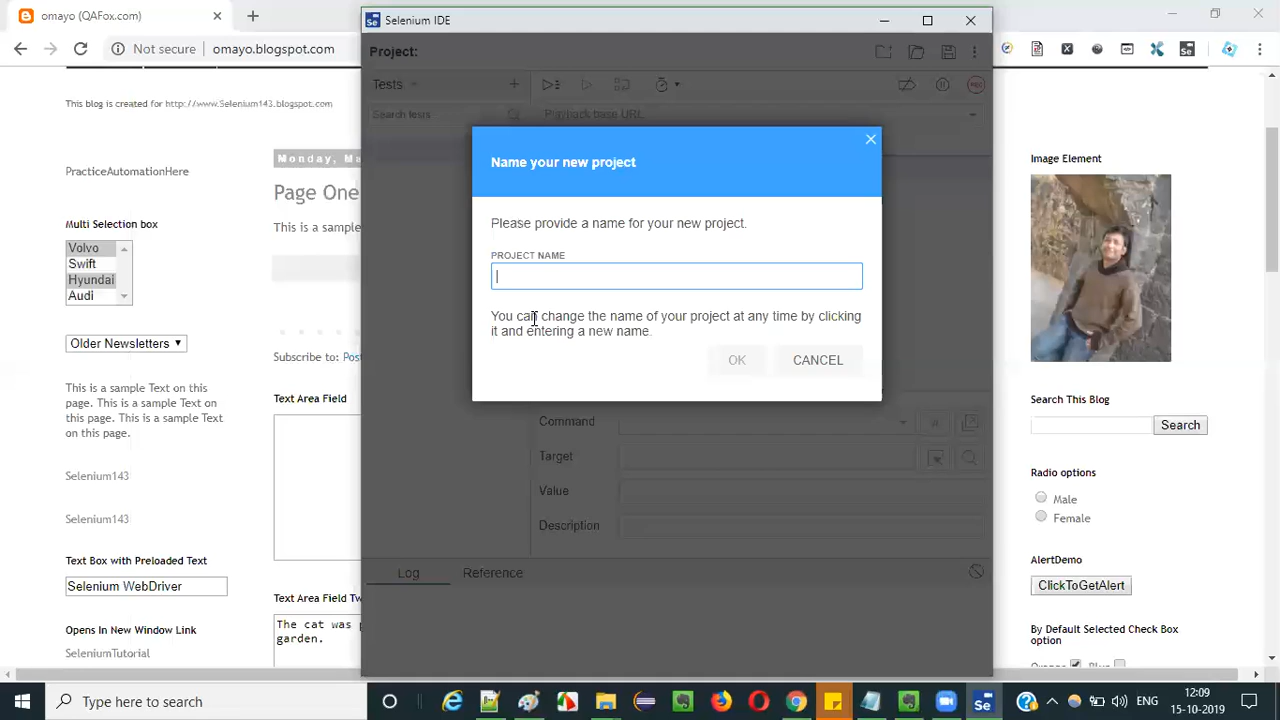 omayo (QAFox.com)
Not secure
omayo.blogspot.com
This blog is created for http://www.Selenium143.blogspot.com
PracticeAutomationHere
Multi Selection box
Volvo
Swift
Hyundai
Audi
Older Newsletters
This is a sample Text on this
page. This is a sample Text on
this page. This is a sample Text
on this page.
Selenium143
Selenium143
Text Box with Preloaded Text
Selenium WebDriver
Opens In New Window Link
SeleniumTutorial
Monday, Ma
Page One
This is a sample
Subscribe to: Post
Text Area Field
Text Area Field Tw
The cat was
garden.
Selenium IDE
Project:
Tests
Search tests...
Playback base URL
REC
Name your new project
Please provide a name for your new project.
PROJECT NAME
You can change the name of your project at any time by clicking
it and entering a new name.
OK
CANCEL
Command
Target
Value
Description
Log
Reference
Image Element
Search This Blog
Search
Radio options
Male
Female
AlertDemo
ClickToGetAlert
By Default Selected Check Box
option
Orange
Blue
Type here to search
ENG
12:09
15-10-2019